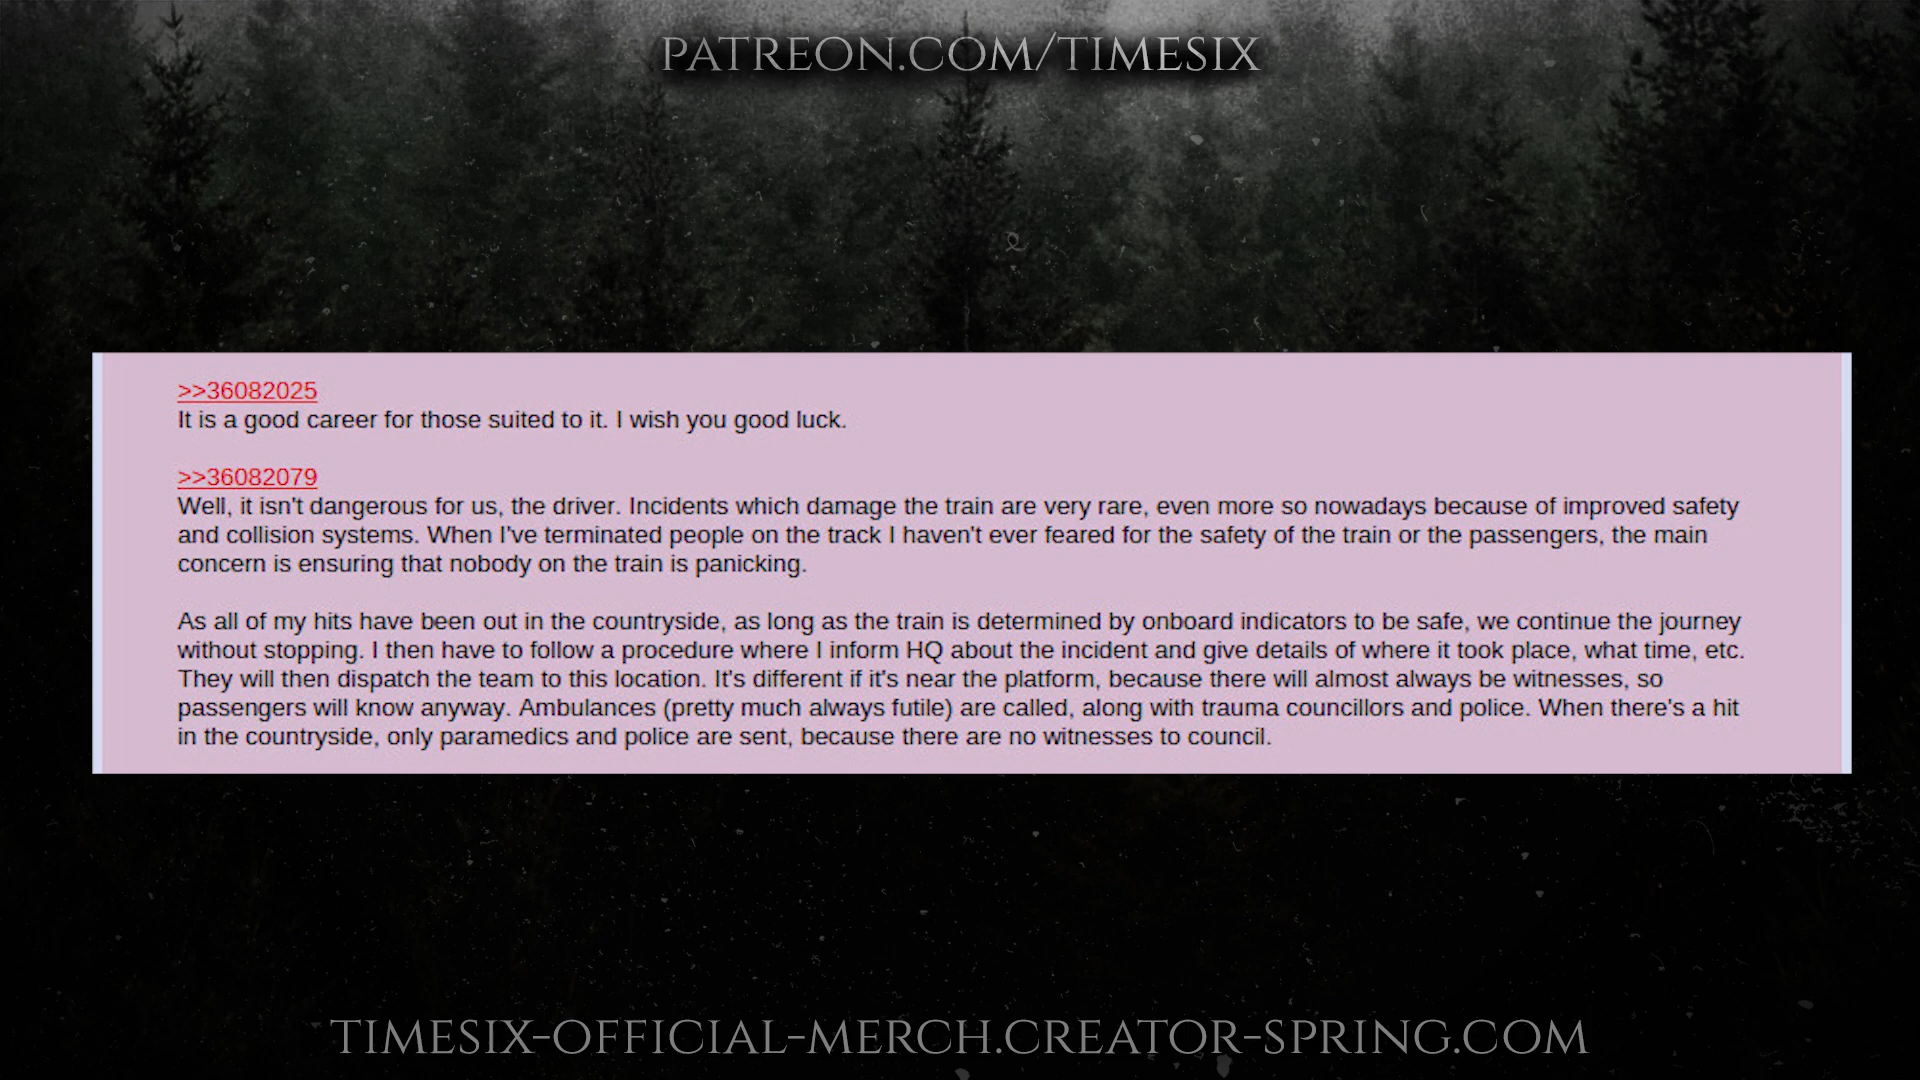 PATREON.COM/TIMESIX
>>36082025
It is a good career for those suited to it. I wish you good luck.
>>36082079
Well, it isn't dangerous for us, the driver. Incidents which damage the train are very rare, even more so nowadays because of improved safety
and collision systems. When I've terminated people on the track I haven't ever feared for the safety of the train or the passengers, the main
concern is ensuring that nobody on the train is panicking.
As all of my hits have been out in the countryside, as long as the train is determined by onboard indicators to be safe, we continue the journey
without stopping. I then have to follow a procedure where I inform HQ about the incident and give details of where it took place, what time, etc.
They will then dispatch the team to this location. It's different if it's near the platform, because there will almost always be witnesses, so
passengers will know anyway. Ambulances (pretty much always futile) are called, along with trauma councillors and police. When there's a hit
in the countryside, only paramedics and police are sent, because there are no witnesses to council.
TIMESIX-OFFICIAL-MERCH.CREATOR-SPRING.COM